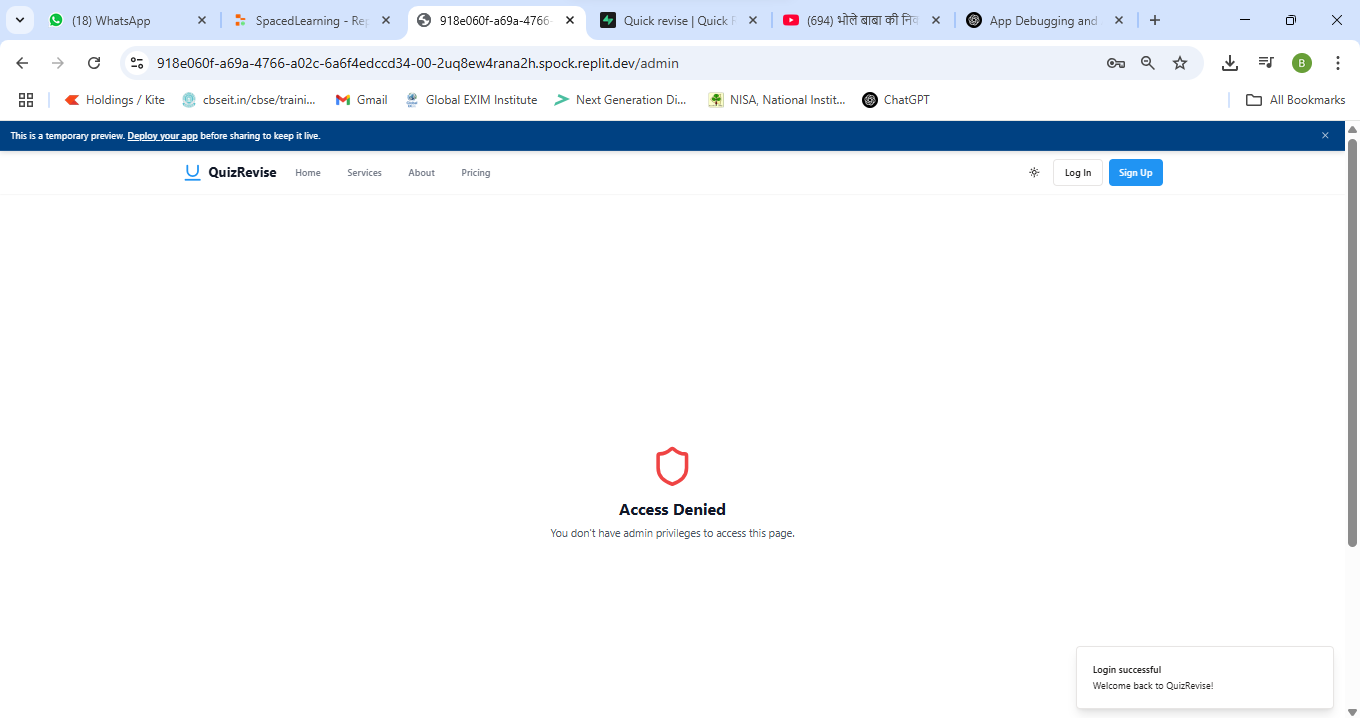 (18) WhatsApp
SpacedLearning - Rep
918e060f-a69a-4766-
Quick revise | Quick R
(694) भोले बाबा की निक
App Debugging and
918e060f-a69a-4766-a02c-6a6f4edccd34-00-2uq8ew4rana2h.spock.replit.dev/admin
B
Holdings / Kite
cbseit.in/cbse/traini...
Gmail
Global EXIM Institute
Next Generation Di...
NISA, National Instit...
ChatGPT
All Bookmarks
This is a temporary preview. Deploy your app before sharing to keep it live.
QuizRevise
Home
Services
About
Pricing
Log In
Sign Up
Access Denied
You don't have admin privileges to access this page.
Login successful
Welcome back to QuizRevise!